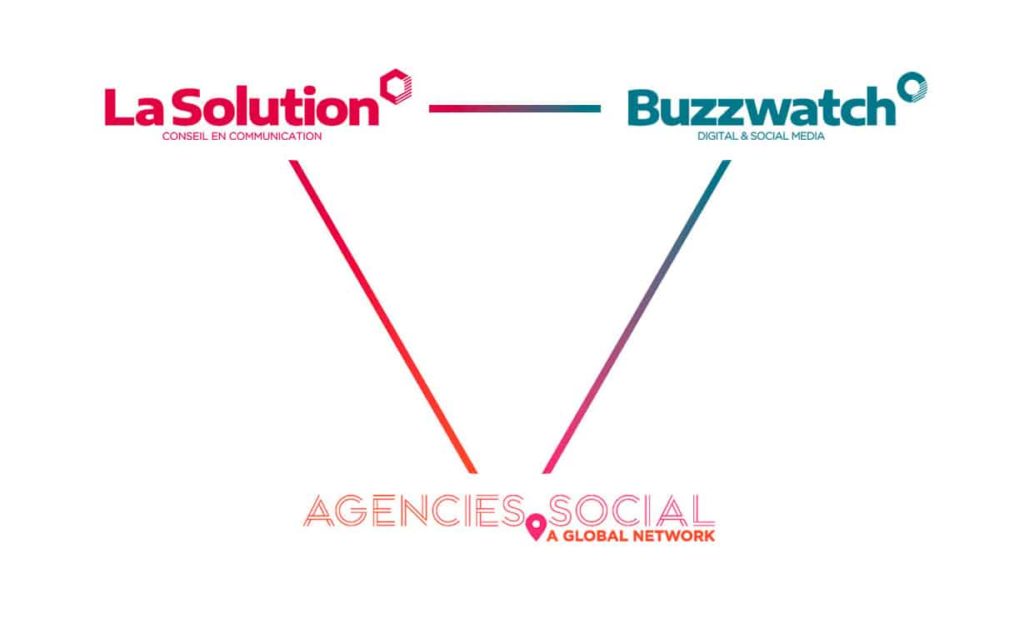 La Solution
CONSEIL EN COMMUNICATION
Buzzwatch
DIGITAL & SOCIAL MEDIA
AGENCIES.SOCIAL
A GLOBAL NETWORK